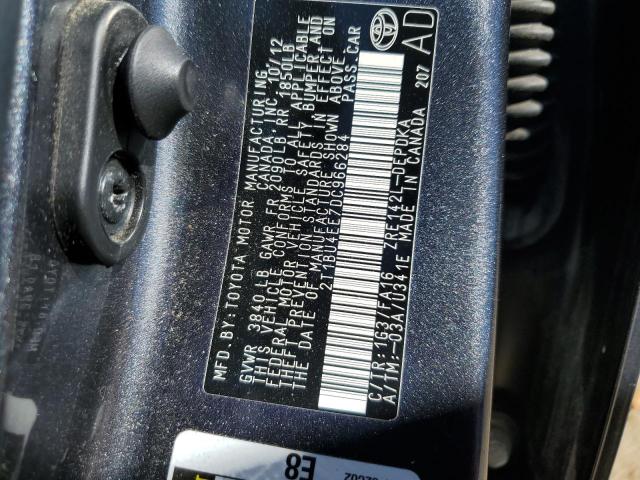 MFD. BY: TOYOTA MOTOR MANUFACTURING
CANADA, INC. 10/12
GVWR 3840 LB GAWR FR 2090 LB RR 1850LB
THIS VEHICLE CONFORMS TO ALL APPLICABLE
FEDERAL MOTOR VEHICLE SAFETY, BUMPER, AND
THEFT PREVENTION STANDARDS IN EFFECT ON
THE DATE OF MANUFACTURE SHOWN ABOVE.
2T1BU4EE7DC966284 PASS. CAR
C/TR: 1G3/FA16 ZRE142L-DEPDKA
A/TM: -03A/U341E MADE IN CANADA 207
AD
E8